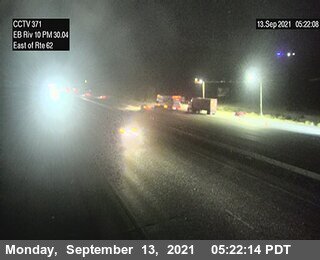 CCTV 371
EB Riv 10 PM 30.04
East of Rte 62
13.Sep 2021 05:22:08
Monday, September 13, 2021 05:22:14 PDT